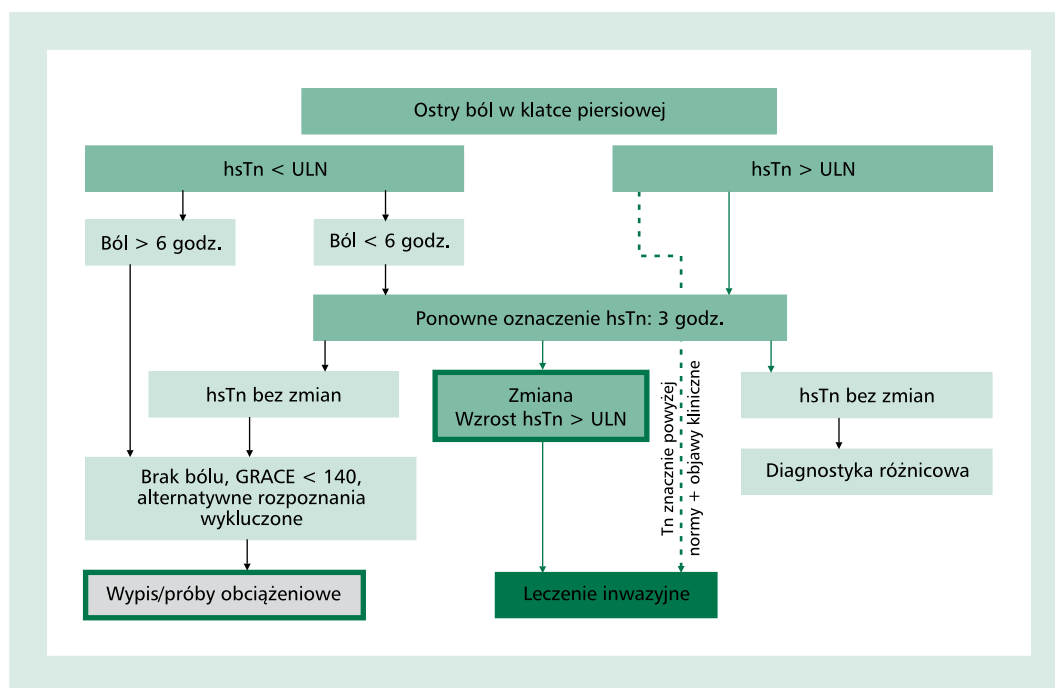 Ostry ból w klatce piersiowej
hsTn < ULN
hsTn > ULN
Ból > 6 godz.
Ból < 6 godz.
Ponowne oznaczenie hsTn: 3 godz.
hsTn bez zmian
Zmiana
Wzrost hsTn > ULN
Tn znacznie powyżej
normy + objawy kliniczne
hsTn bez zmian
Brak bólu, GRACE < 140,
alternatywne rozpoznania
wykluczone
Diagnostyka różnicowa
Wypis/próby obciążeniowe
Leczenie inwazyjne